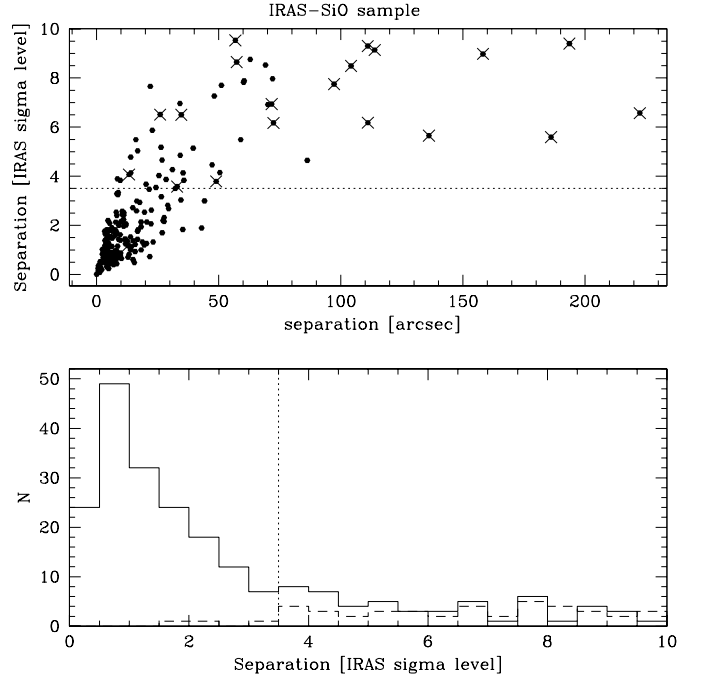 IRAS-SiO sample
Separation [IRAS sigma level]
10
8
6
4
2
0
0 50 100 150 200
separation [arcsec]
N
50
40
30
20
10
0
0 2 4 6 8 10
Separation [IRAS sigma level]